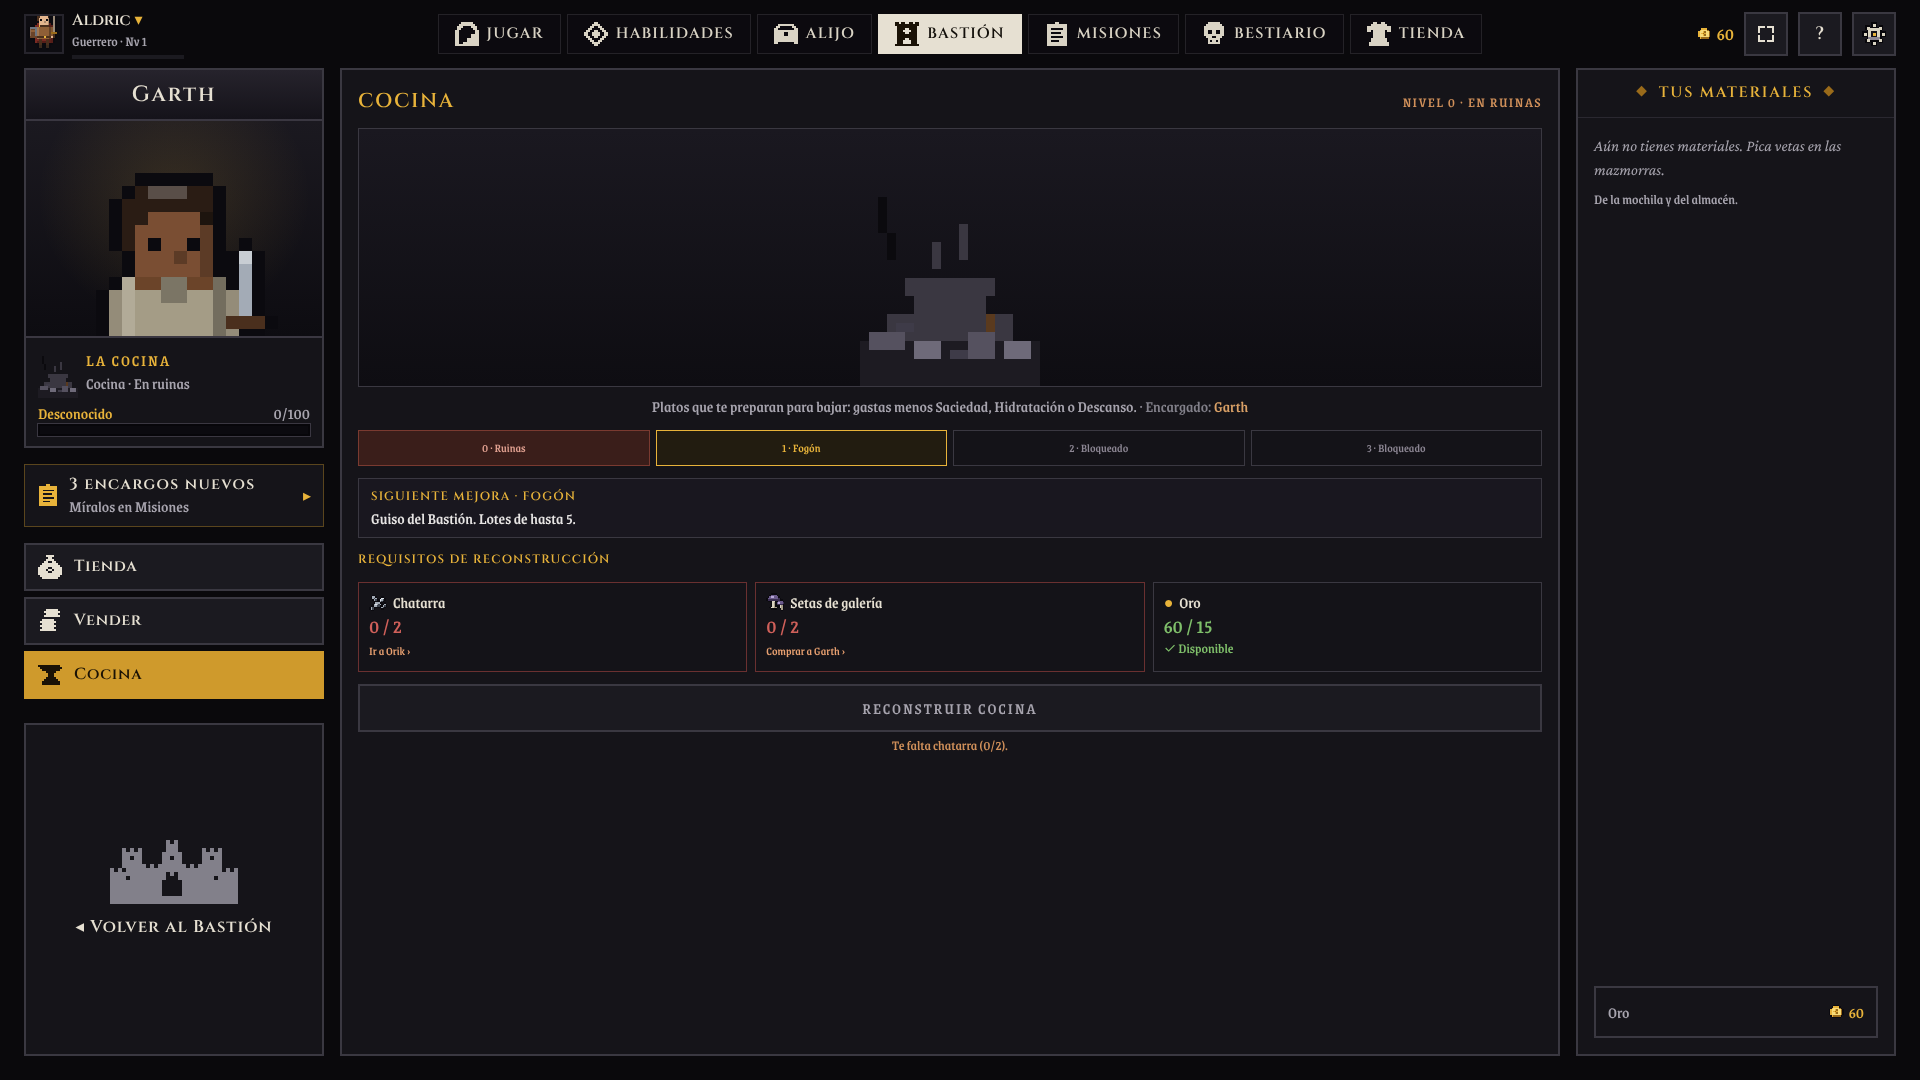 Aldric ▾
Guerrero · Nv 1
Jugar
Habilidades
Alijo
Bastión
Misiones
Bestiario
Tienda
60
?
Garth
La Cocina
Cocina · En ruinas
Desconocido 0/100
3 encargos nuevos
Míralos en Misiones
Tienda
Vender
Cocina
◂ Volver al Bastión
Cocina
Nivel 0 · En ruinas
Platos que te preparan para bajar: gastas menos Saciedad, Hidratación o Descanso. · Encargado: Garth
0 · Ruinas
1 · Fogón
2 · Bloqueado
3 · Bloqueado
Siguiente mejora · Fogón
Guiso del Bastión. Lotes de hasta 5.
Requisitos de reconstrucción
Chatarra
0 / 2
Ir a Orik ›
Setas de galería
0 / 2
Comprar a Garth ›
Oro
60 / 15
✓ Disponible
Reconstruir Cocina
Te falta chatarra (0/2).
◆ Tus materiales ◆
Aún no tienes materiales. Pica vetas en las
mazmorras.
De la mochila y del almacén.
Oro 60